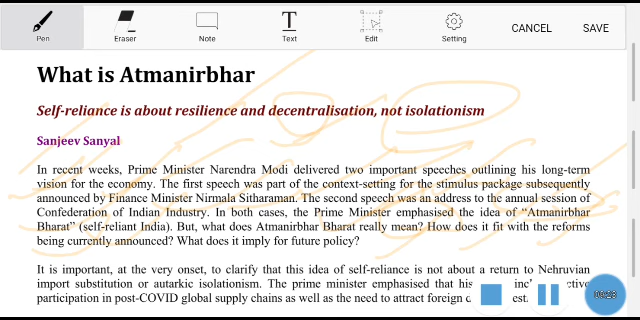 Pen Eraser Note Text Edit Setting CANCEL SAVE
What is Atmanirbhar
Self-reliance is about resilience and decentralisation, not isolationism
Sanjeev Sanyal
In recent weeks, Prime Minister Narendra Modi delivered two important speeches outlining his long-term
vision for the economy. The first speech was part of the context-setting for the stimulus package subsequently
announced by Finance Minister Nirmala Sitharaman. The second speech was an address to the annual session of
Confederation of Indian Industry. In both cases, the Prime Minister emphasised the idea of “Atmanirbhar
Bharat” (self-reliant India). But, what does Atmanirbhar Bharat really mean? How does it fit with the reforms
being currently announced? What does it imply for future policy?
It is important, at the very onset, to clarify that this idea of self-reliance is not about a return to Nehruvian
import substitution or autarkic isolationism. The prime minister emphasised that his
participation in post-COVID global supply chains as well as the need to attract foreign